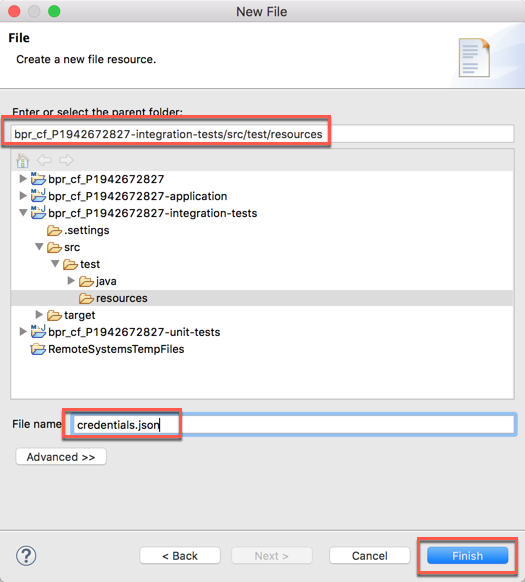 New File
File
Create a new file resource.
Enter or select the parent folder:
bpr_cf_P1942672827-integration-tests/src/test/resources
bpr_cf_P1942672827
bpr_cf_P1942672827-application
bpr_cf_P1942672827-integration-tests
.settings
src
test
java
resources
target
bpr_cf_P1942672827-unit-tests
RemoteSystemsTempFiles
File name credentials.json
Advanced >>
? < Back Next > Cancel Finish